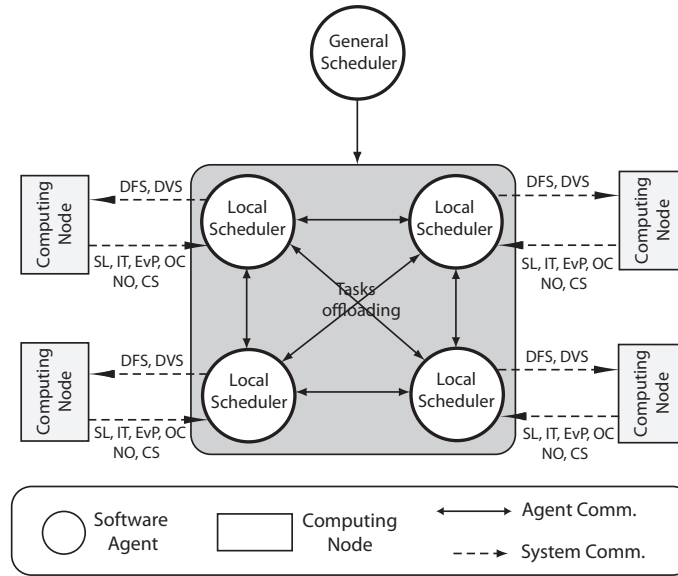 General
Scheduler
DFS, DVS
Computing
Node
SL, IT, EvP, OC
NO, CS
Local
Scheduler
Local
Scheduler
DFS, DVS
Computing
Node
SL, IT, EvP, OC
NO, CS
Tasks
offloading
DFS, DVS
Computing
Node
SL, IT, EvP, OC
NO, CS
Local
Scheduler
Local
Scheduler
DFS, DVS
Computing
Node
SL, IT, EvP, OC
NO, CS
Software
Agent
Computing
Node
Agent Comm.
System Comm.